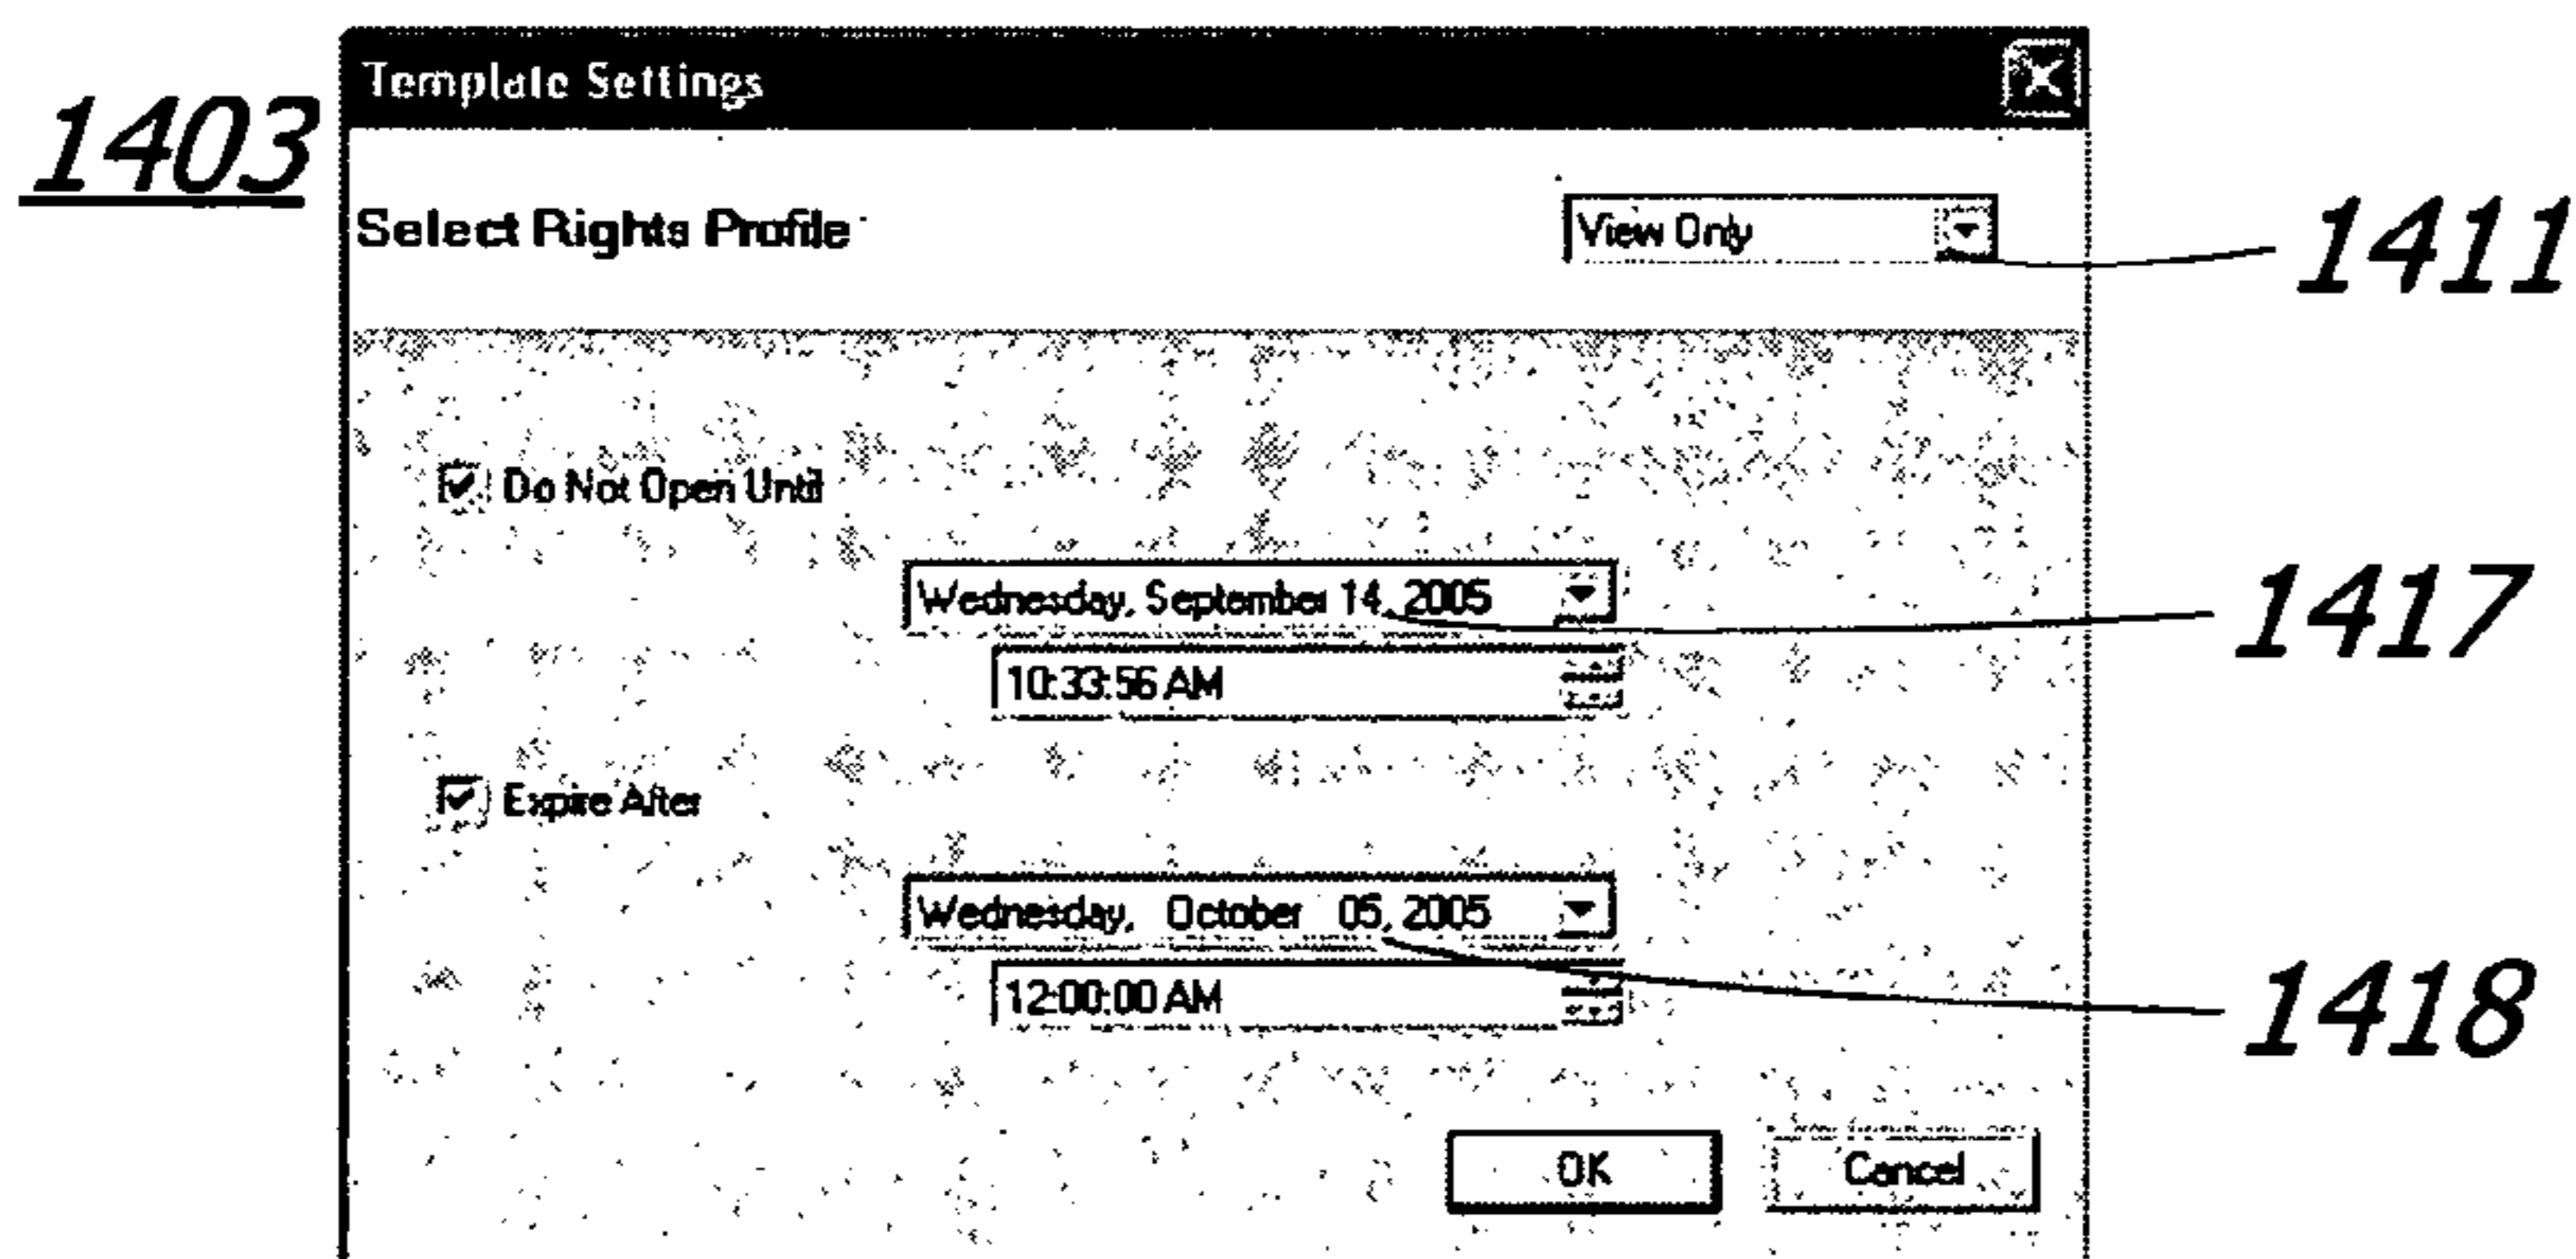 Template Settings
1403
Select Rights Profile
View Only
1411
Do Not Open Until
Wednesday, September 14, 2005
1417
10:33:56 AM
Expire After
Wednesday, October 05, 2005
12:00:00 AM
1418
OK
Cancel